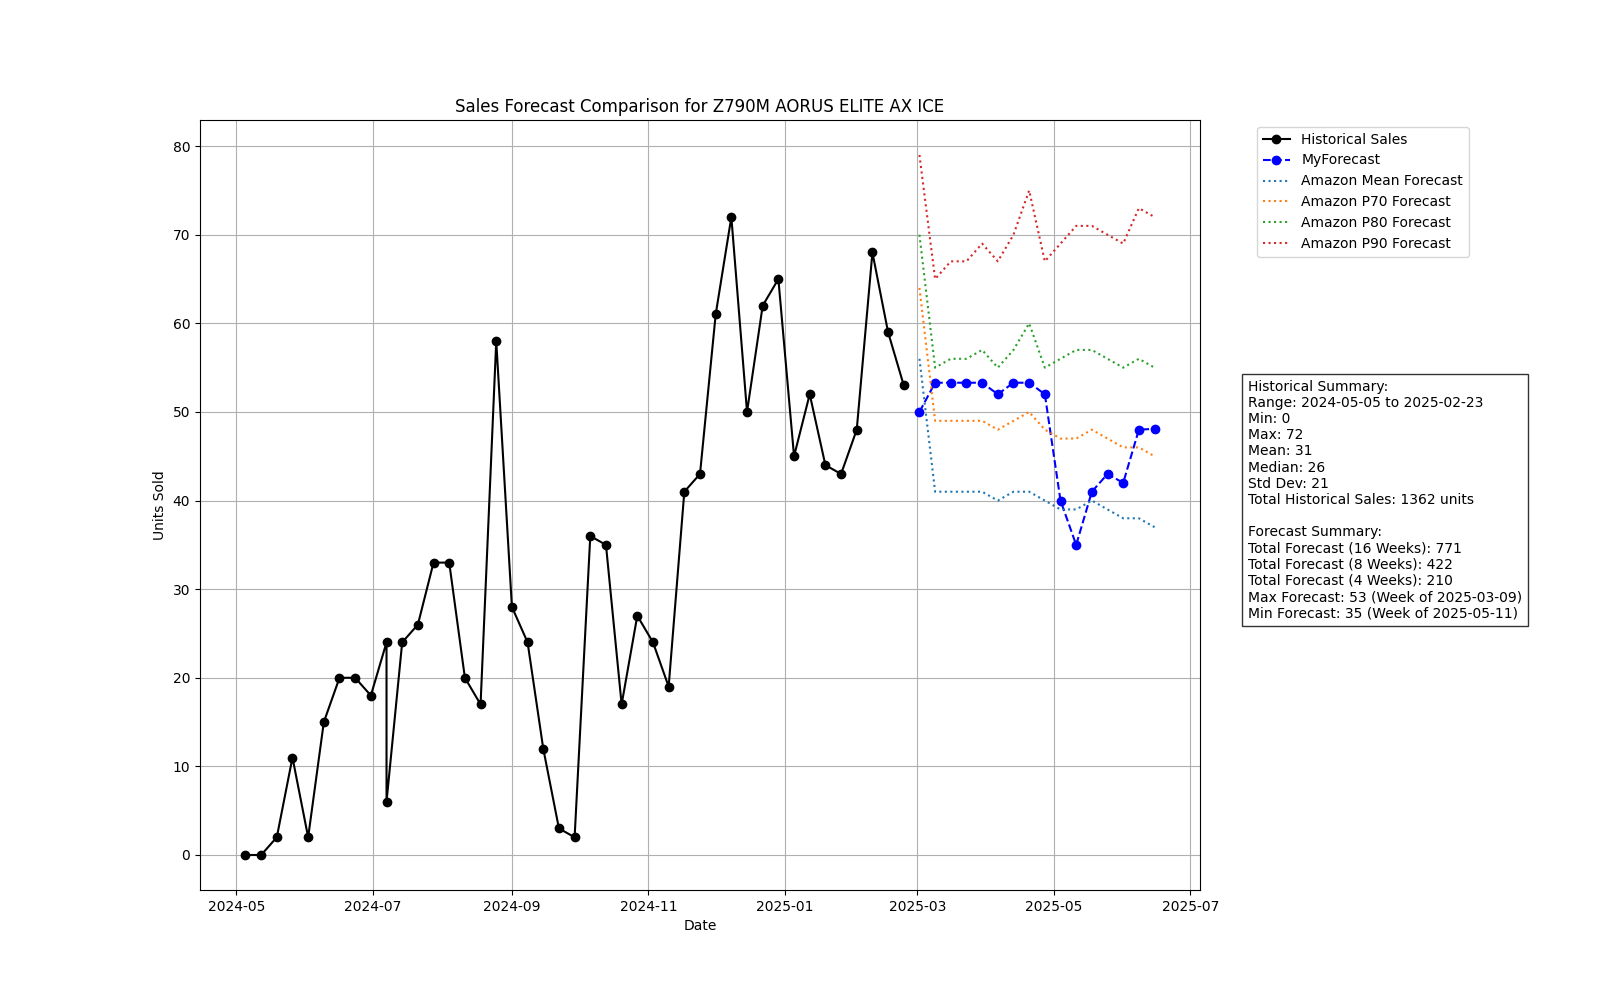 Sales Forecast Comparison for Z790M AORUS ELITE AX ICE
Units Sold
80
70
60
50
40
30
20
10
0
2024-05
2024-07
2024-09
2024-11
2025-01
2025-03
2025-05
2025-07
Date
Historical Sales
MyForecast
Amazon Mean Forecast
Amazon P70 Forecast
Amazon P80 Forecast
Amazon P90 Forecast
Historical Summary:
Range: 2024-05-05 to 2025-02-23
Min: 0
Max: 72
Mean: 31
Median: 26
Std Dev: 21
Total Historical Sales: 1362 units
Forecast Summary:
Total Forecast (16 Weeks): 771
Total Forecast (8 Weeks): 422
Total Forecast (4 Weeks): 210
Max Forecast: 53 (Week of 2025-03-09)
Min Forecast: 35 (Week of 2025-05-11)